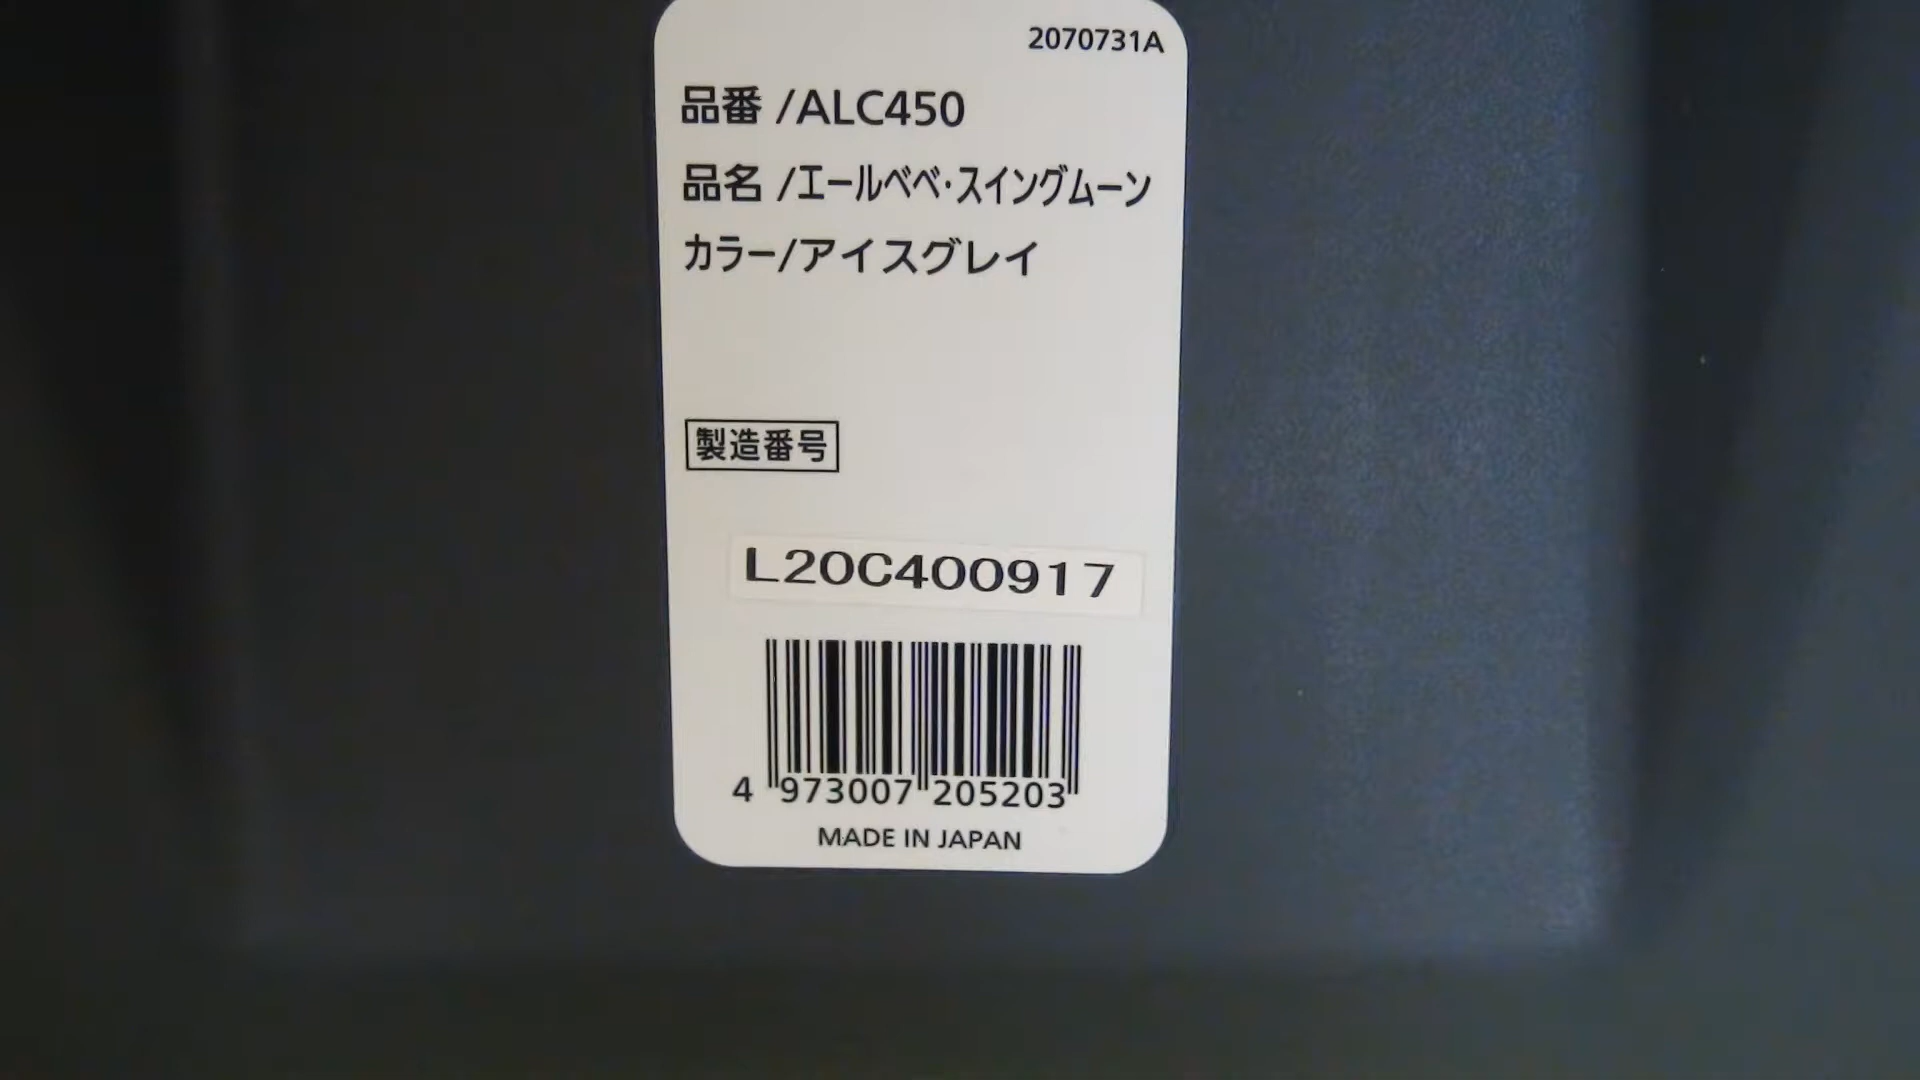 2070731A
品番 /ALC450
品名 /エールベベ・スイングムーン
カラー/アイスグレイ
製造番号
L20C400917
4 973007 205203
MADE IN JAPAN